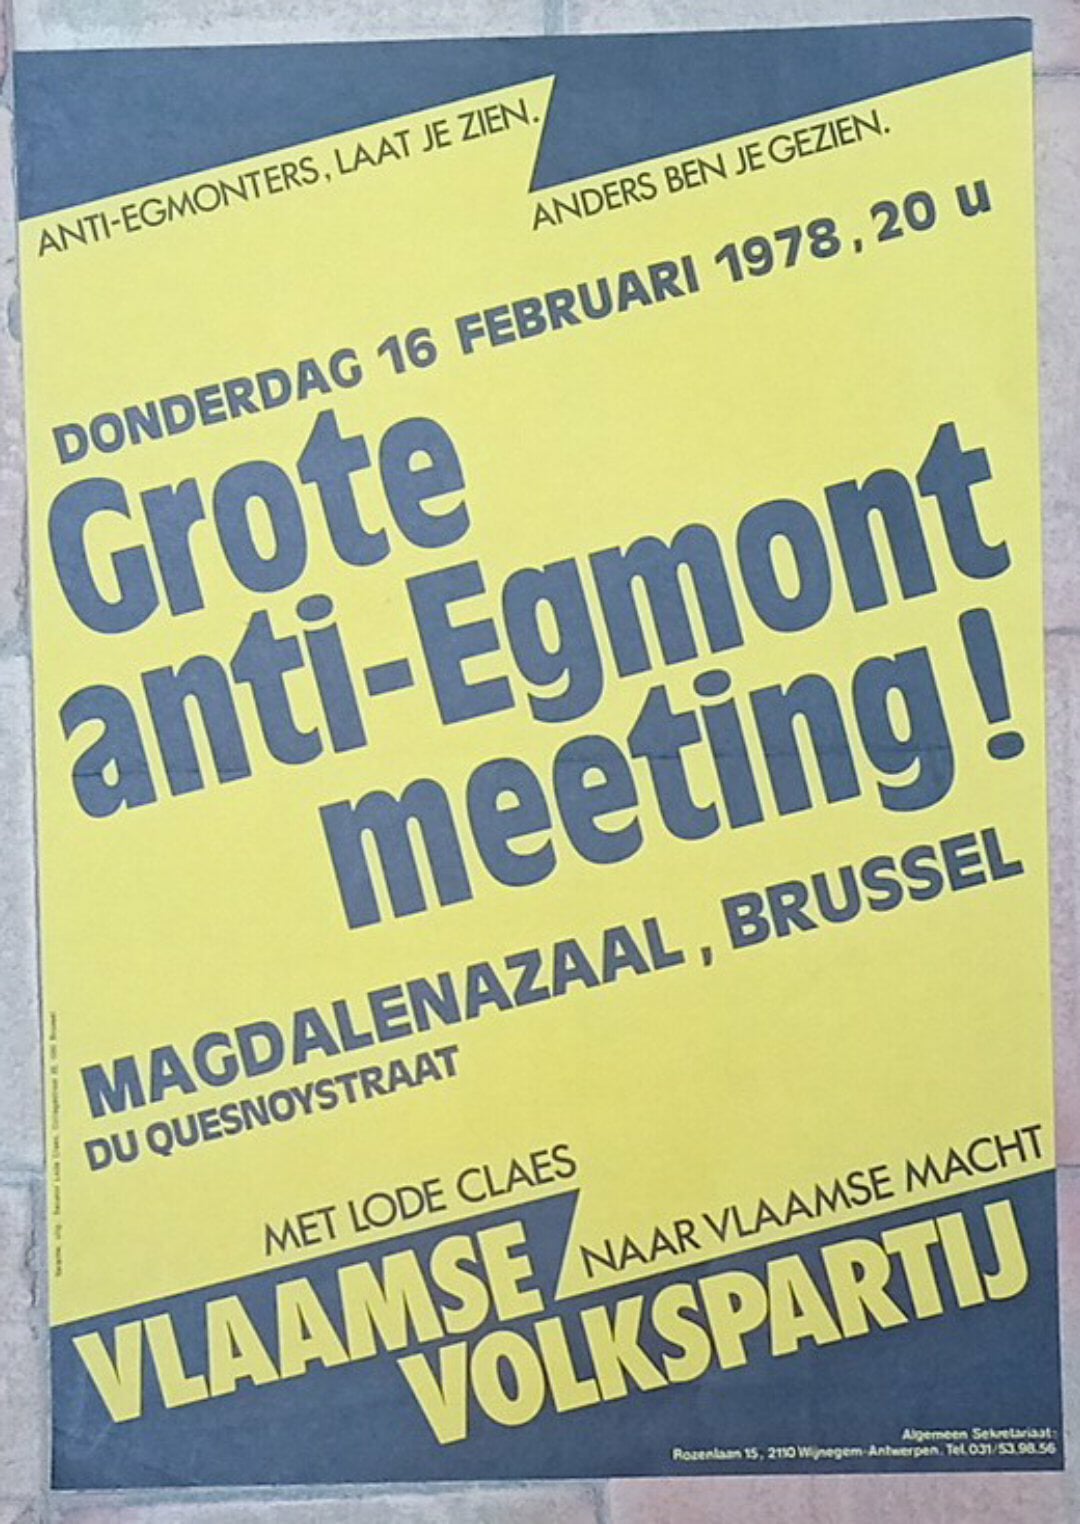 ANTI-EGMONTERS, LAAT JE ZIEN.
ANDERS BEN JE GEZIEN.
DONDERDAG 16 FEBRUARI 1978, 20 u
Grote
anti-Egmont
meeting!
MAGDALENAZAAL, BRUSSEL
DU QUESNOYSTRAAT
MET LODE CLAES
NAAR VLAAMSE MACHT
VLAAMSE
VOLKSPARTIJ
Algemeen Sekretariaat:
Rozenlaan 15, 2110 Wijnegem-Antwerpen. Tel. 031/53.98.56